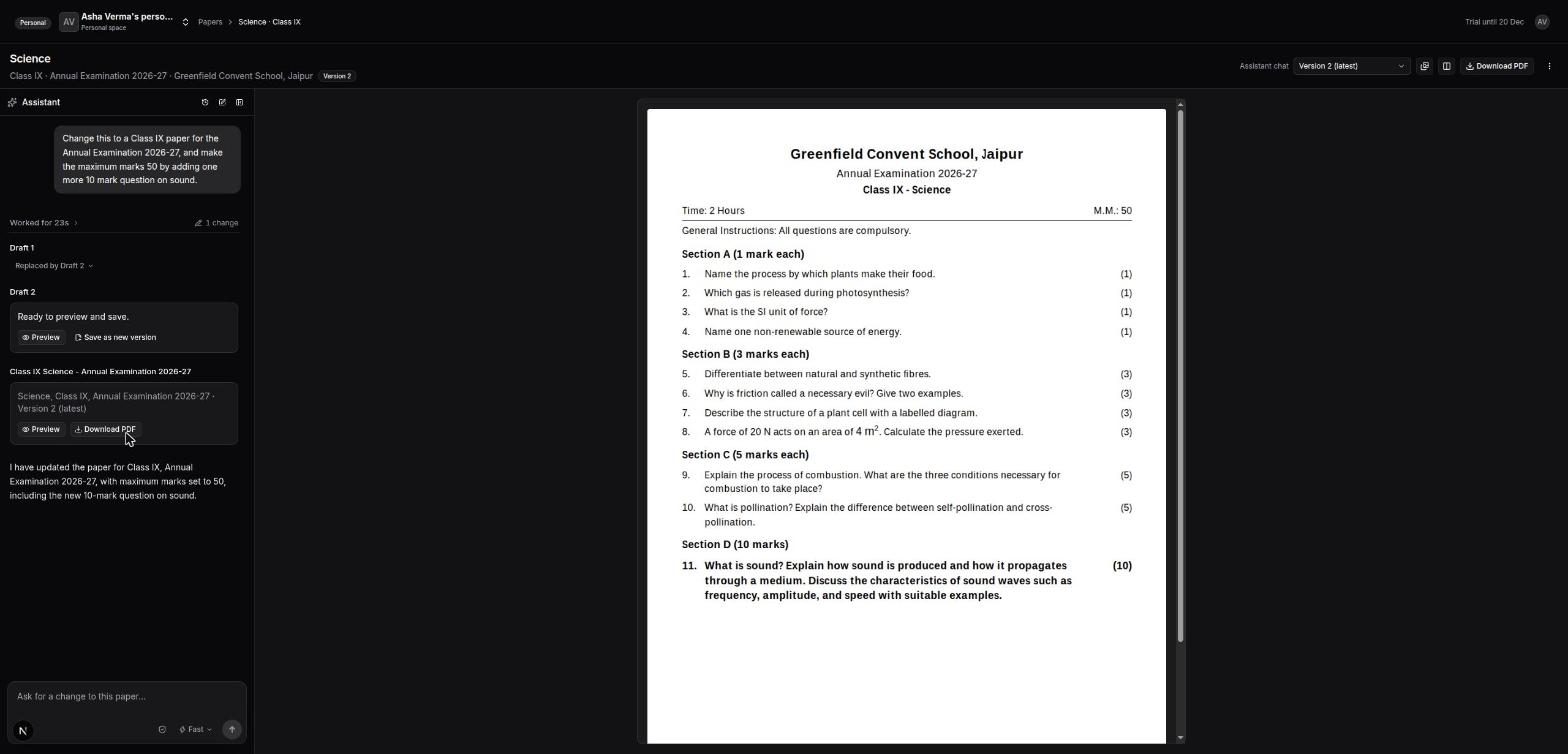 Personal
AV
Asha Verma's perso...
Personal space
Papers
Science · Class IX
Trial until 20 Dec
AV
Science
Class IX · Annual Examination 2026-27 · Greenfield Convent School, Jaipur
Version 2
Assistant chat
Version 2 (latest)
Download PDF
Assistant
Change this to a Class IX paper for the
Annual Examination 2026-27, and make
the maximum marks 50 by adding one
more 10 mark question on sound.
Worked for 23s
1 change
Draft 1
Replaced by Draft 2
Draft 2
Ready to preview and save.
Preview
Save as new version
Class IX Science - Annual Examination 2026-27
Science, Class IX, Annual Examination 2026-27 ·
Version 2 (latest)
Preview
Download PDF
I have updated the paper for Class IX, Annual
Examination 2026-27, with maximum marks set to 50,
including the new 10-mark question on sound.
Ask for a change to this paper...
N
Fast
Greenfield Convent School, Jaipur
Annual Examination 2026-27
Class IX - Science
Time: 2 Hours M.M.: 50
General Instructions: All questions are compulsory.
Section A (1 mark each)
1. Name the process by which plants make their food. (1)
2. Which gas is released during photosynthesis? (1)
3. What is the SI unit of force? (1)
4. Name one non-renewable source of energy. (1)
Section B (3 marks each)
5. Differentiate between natural and synthetic fibres. (3)
6. Why is friction called a necessary evil? Give two examples. (3)
7. Describe the structure of a plant cell with a labelled diagram. (3)
8. A force of 20 N acts on an area of 4 m². Calculate the pressure exerted. (3)
Section C (5 marks each)
9. Explain the process of combustion. What are the three conditions necessary for (5)
combustion to take place?
10. What is pollination? Explain the difference between self-pollination and cross- (5)
pollination.
Section D (10 marks)
11. What is sound? Explain how sound is produced and how it propagates (10)
through a medium. Discuss the characteristics of sound waves such as
frequency, amplitude, and speed with suitable examples.